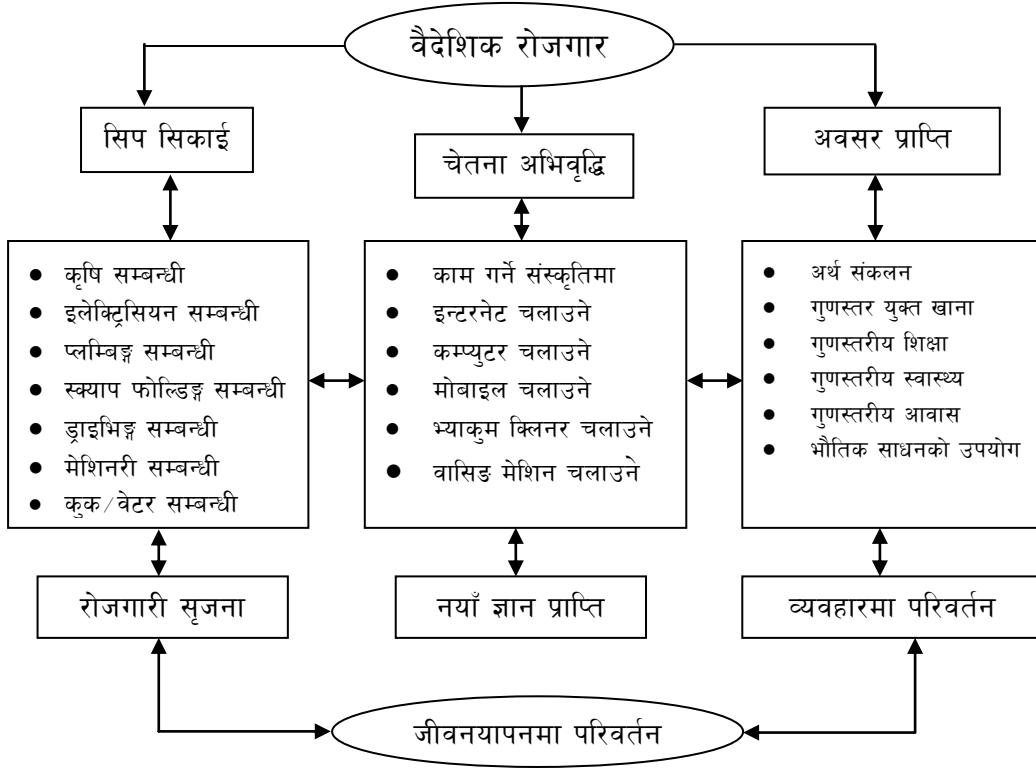 वैदेशिक रोजगार
सिप सिकाई
चेतना अभिवृद्धि
अवसर प्राप्ति
● कृषि सम्बन्धी
● इलेक्ट्रिसियन सम्बन्धी
● प्लम्बिङ्ग सम्बन्धी
● स्क्याप फोल्डिङ्ग सम्बन्धी
● ड्राइभिङ्ग सम्बन्धी
● मेशिनरी सम्बन्धी
● कुक/वेटर सम्बन्धी
● काम गर्ने संस्कृतिमा
● इन्टरनेट चलाउने
● कम्प्युटर चलाउने
● मोबाइल चलाउने
● भ्याकुम क्लिनर चलाउने
● वासिङ मेशिन चलाउने
● अर्थ संकलन
● गुणस्तर युक्त खाना
● गुणस्तरीय शिक्षा
● गुणस्तरीय स्वास्थ्य
● गुणस्तरीय आवास
● भौतिक साधनको उपयोग
रोजगारी सृजना
नयाँ ज्ञान प्राप्ति
व्यवहारमा परिवर्तन
जीवनयापनमा परिवर्तन